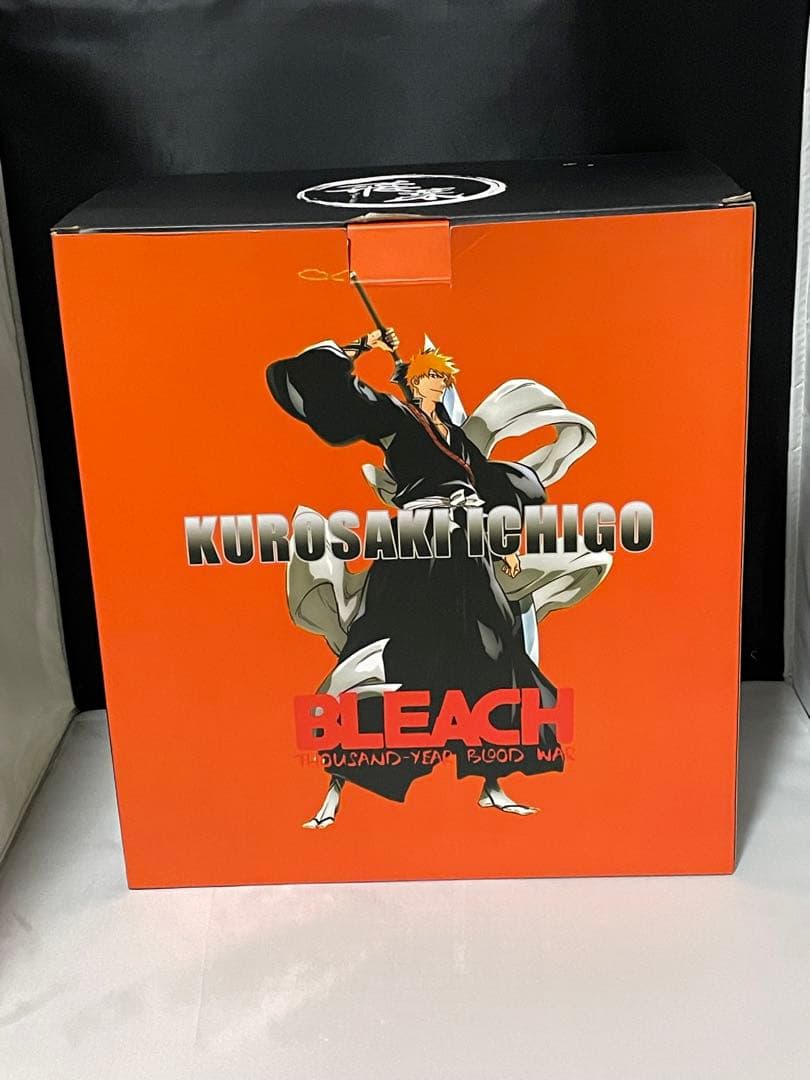 KUROSAKI ICHIGO
BLEACH
THOUSAND-YEAR BLOOD WAR